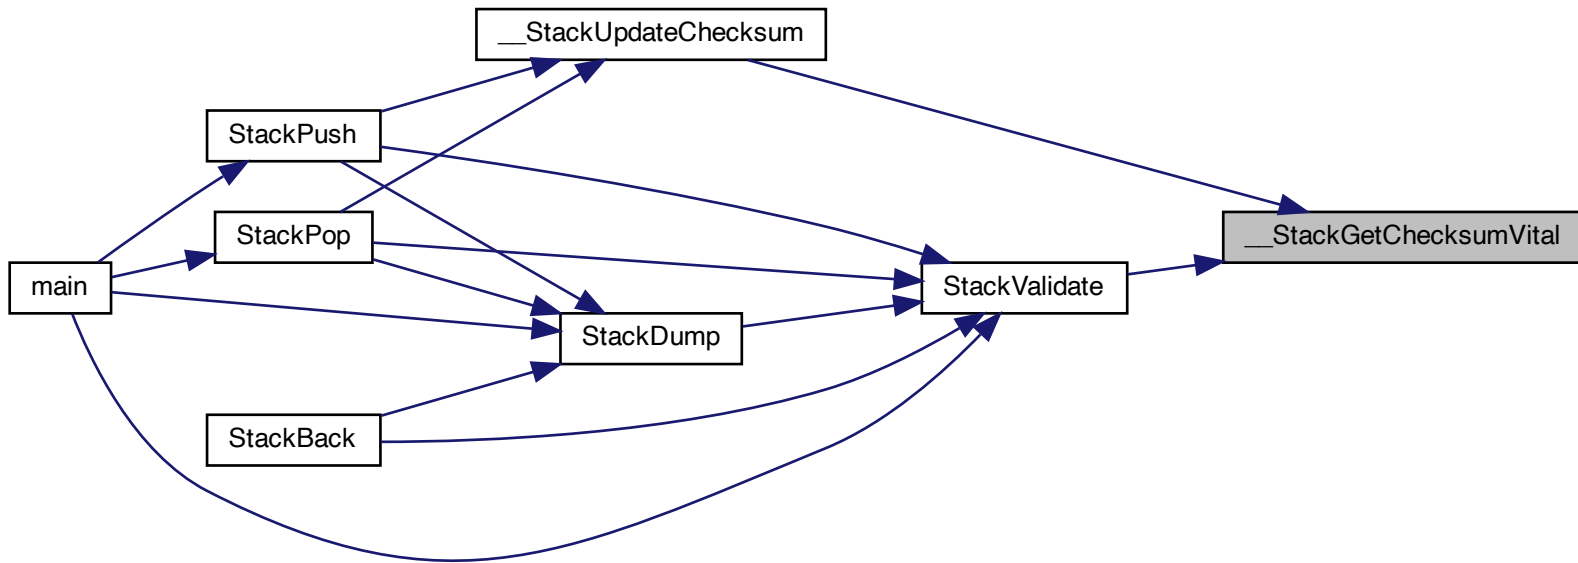 __StackUpdateChecksum
StackPush
StackPop
__StackGetChecksumVital
main
StackValidate
StackDump
StackBack